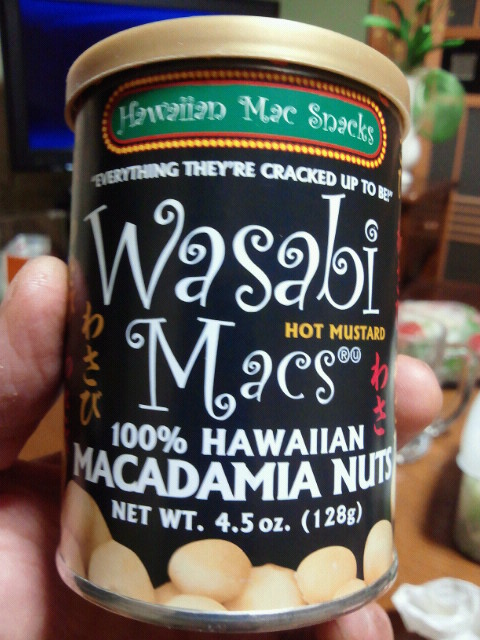 Hawaiian Mac Snacks
"EVERYTHING THEY'RE CRACKED UP TO BE!"
Wasabi
HOT MUSTARD
Macs®Ⓤ
わさび
わさ
100% HAWAIIAN
MACADAMIA NUTS
NET WT. 4.5 oz. (128g)